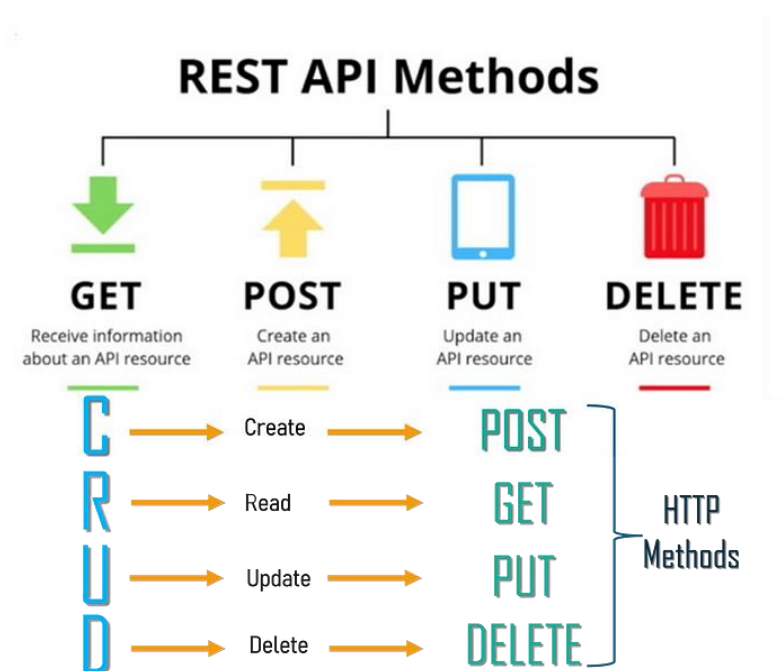 REST API Methods
GET
POST
PUT
DELETE
Receive information
about an API resource
Create an
API resource
Update an
API resource
Delete an
API resource
C Create POST
R Read GET
U Update PUT
D Delete DELETE
HTTP
Methods